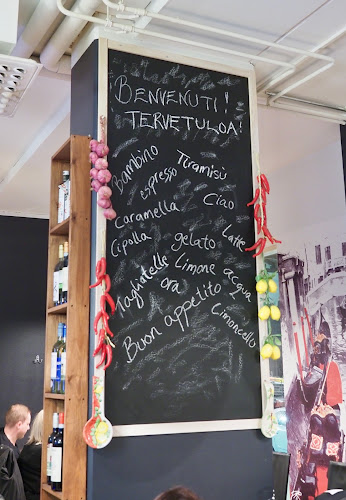 BENVENUTI!
TERVETULOA!
Bambino
Tiramisù
espresso
Ciao
Caramella
Cipolla
gelato
Latte
Tagliatelle
Limone
acqua
ora
Buon appetito
Limoncello